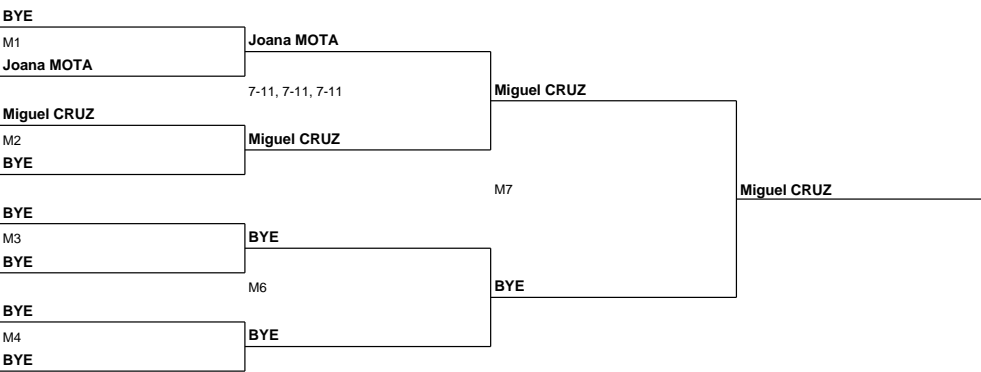 BYE
M1
Joana MOTA
Joana MOTA
7-11, 7-11, 7-11
Miguel CRUZ
Miguel CRUZ
M2
Miguel CRUZ
BYE
M7
Miguel CRUZ
BYE
M3
BYE
BYE
M6
BYE
BYE
M4
BYE
BYE